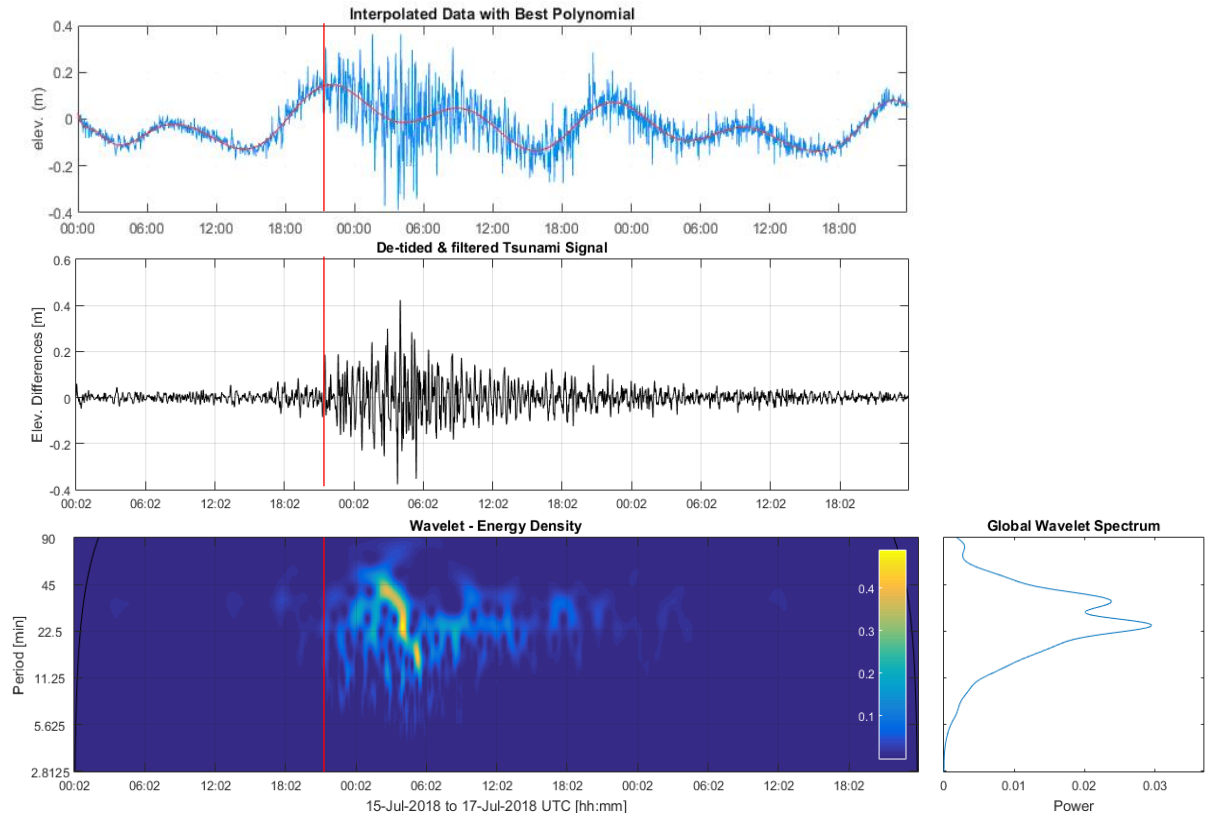 Interpolated Data with Best Polynomial
0.4
0.2
0
-0.2
-0.4
elev. (m)
00:00 06:00 12:00 18:00 00:00 06:00 12:00 18:00 00:00 06:00 12:00 18:00
De-tided & filtered Tsunami Signal
0.6
0.4
0.2
0
-0.2
-0.4
Elev. Differences [m]
00:02 06:02 12:02 18:02 00:02 06:02 12:02 18:02 00:02 06:02 12:02 18:02
Wavelet - Energy Density
90
45
22.5
11.25
5.625
2.8125
Period [min]
0.4
0.3
0.2
0.1
00:02 06:02 12:02 18:02 00:02 06:02 12:02 18:02 00:02 06:02 12:02 18:02
15-Jul-2018 to 17-Jul-2018 UTC [hh:mm]
Global Wavelet Spectrum
0 0.01 0.02 0.03
Power